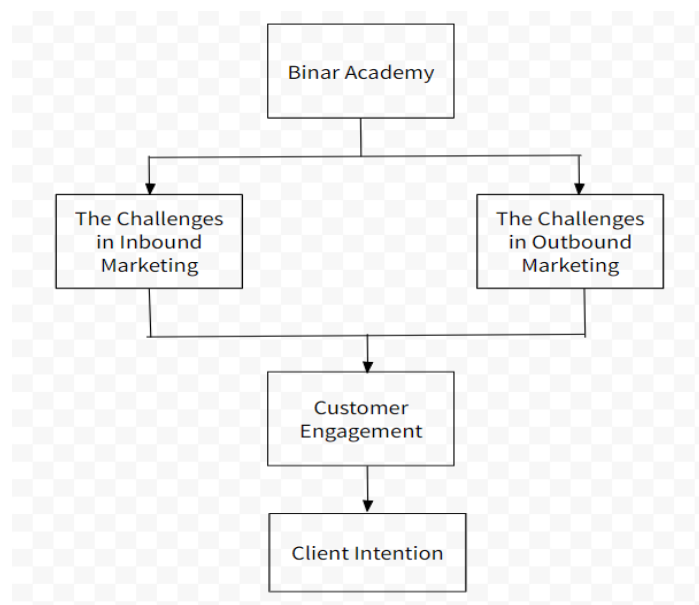 Binar Academy
The Challenges
in Inbound
Marketing
The Challenges
in Outbound
Marketing
Customer
Engagement
Client Intention